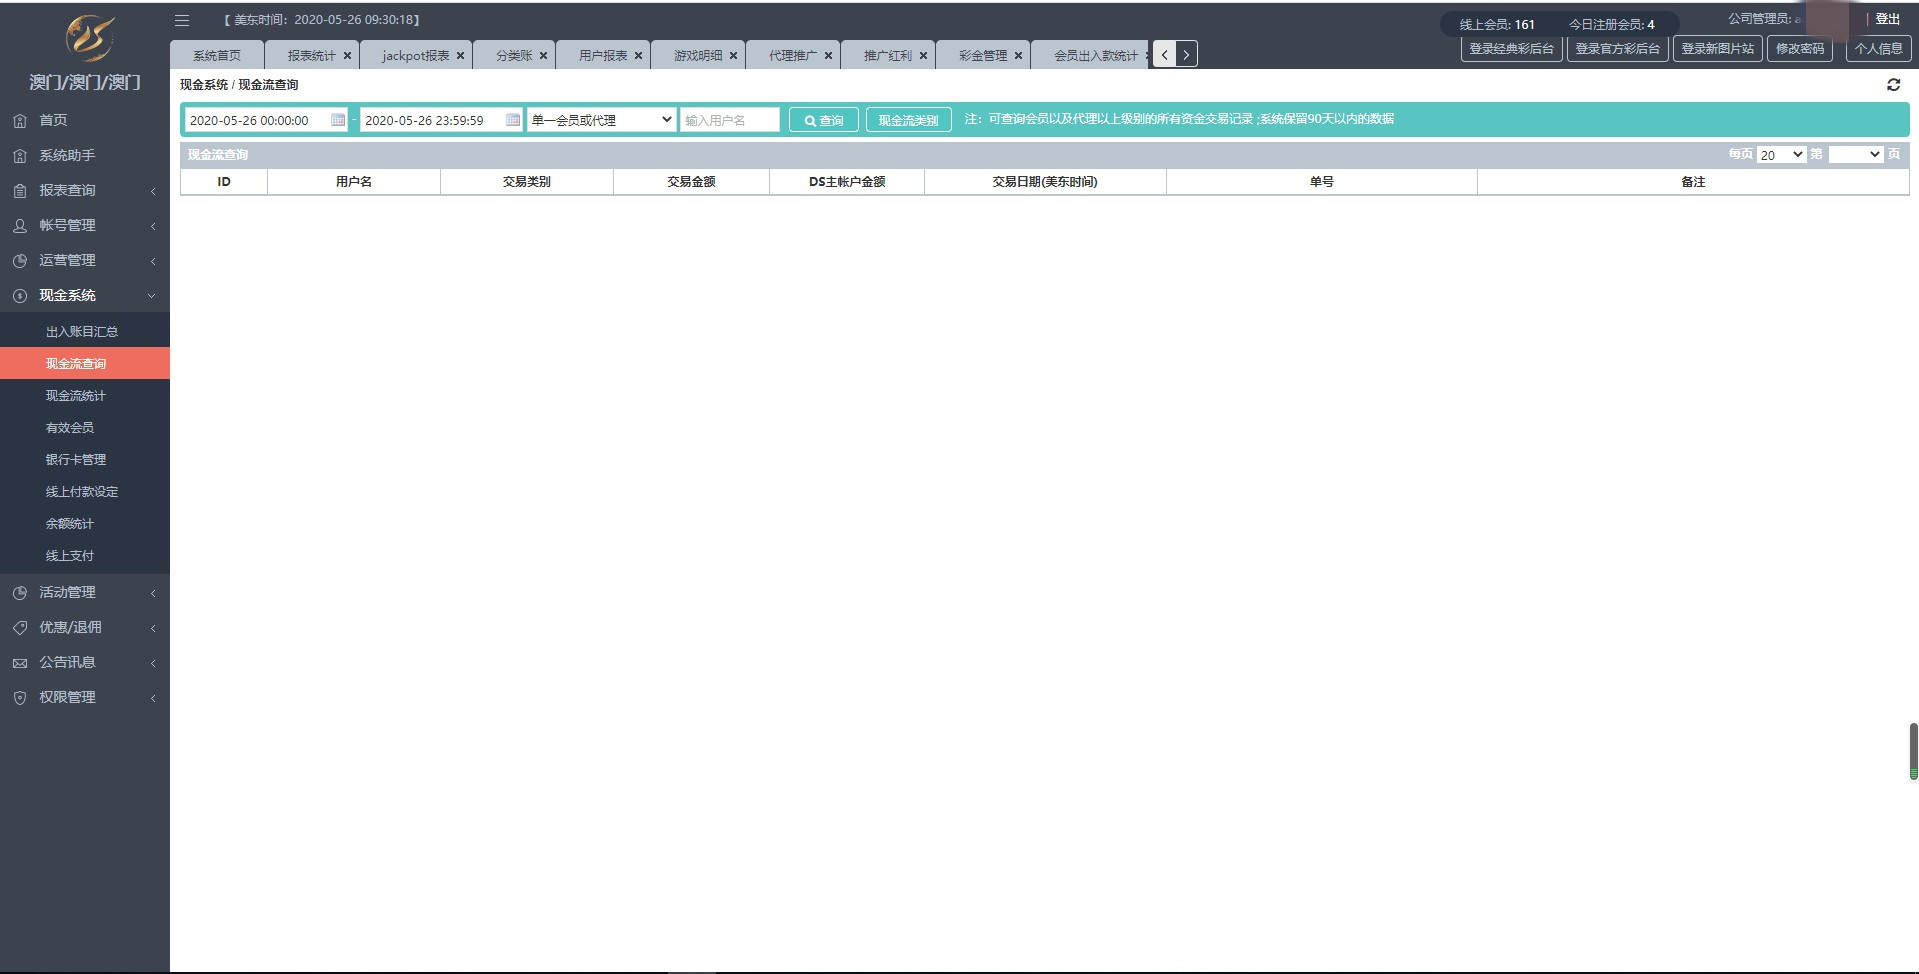 【 美东时间：2020-05-26 09:30:18】
线上会员: 161 今日注册会员: 4
公司管理员: a | 登出
登录经典彩后台 登录官方彩后台 登录新图片站 修改密码 个人信息
系统首页 报表统计 jackpot报表 分类账 用户报表 游戏明细 代理推广 推广红利 彩金管理 会员出入款统计
澳门/澳门/澳门
首页
系统助手
报表查询
帐号管理
运营管理
现金系统
出入账目汇总
现金流查询
现金流统计
有效会员
银行卡管理
线上付款设定
余额统计
线上支付
活动管理
优惠/退佣
公告讯息
权限管理
现金系统 / 现金流查询
2020-05-26 00:00:00 - 2020-05-26 23:59:59 单一会员或代理 输入用户名 查询 现金流类别 注：可查询会员以及代理以上级别的所有资金交易记录 ;系统保留90天以内的数据
现金流查询 每页 20 第 页
ID 用户名 交易类别 交易金额 DS主帐户金额 交易日期(美东时间) 单号 备注